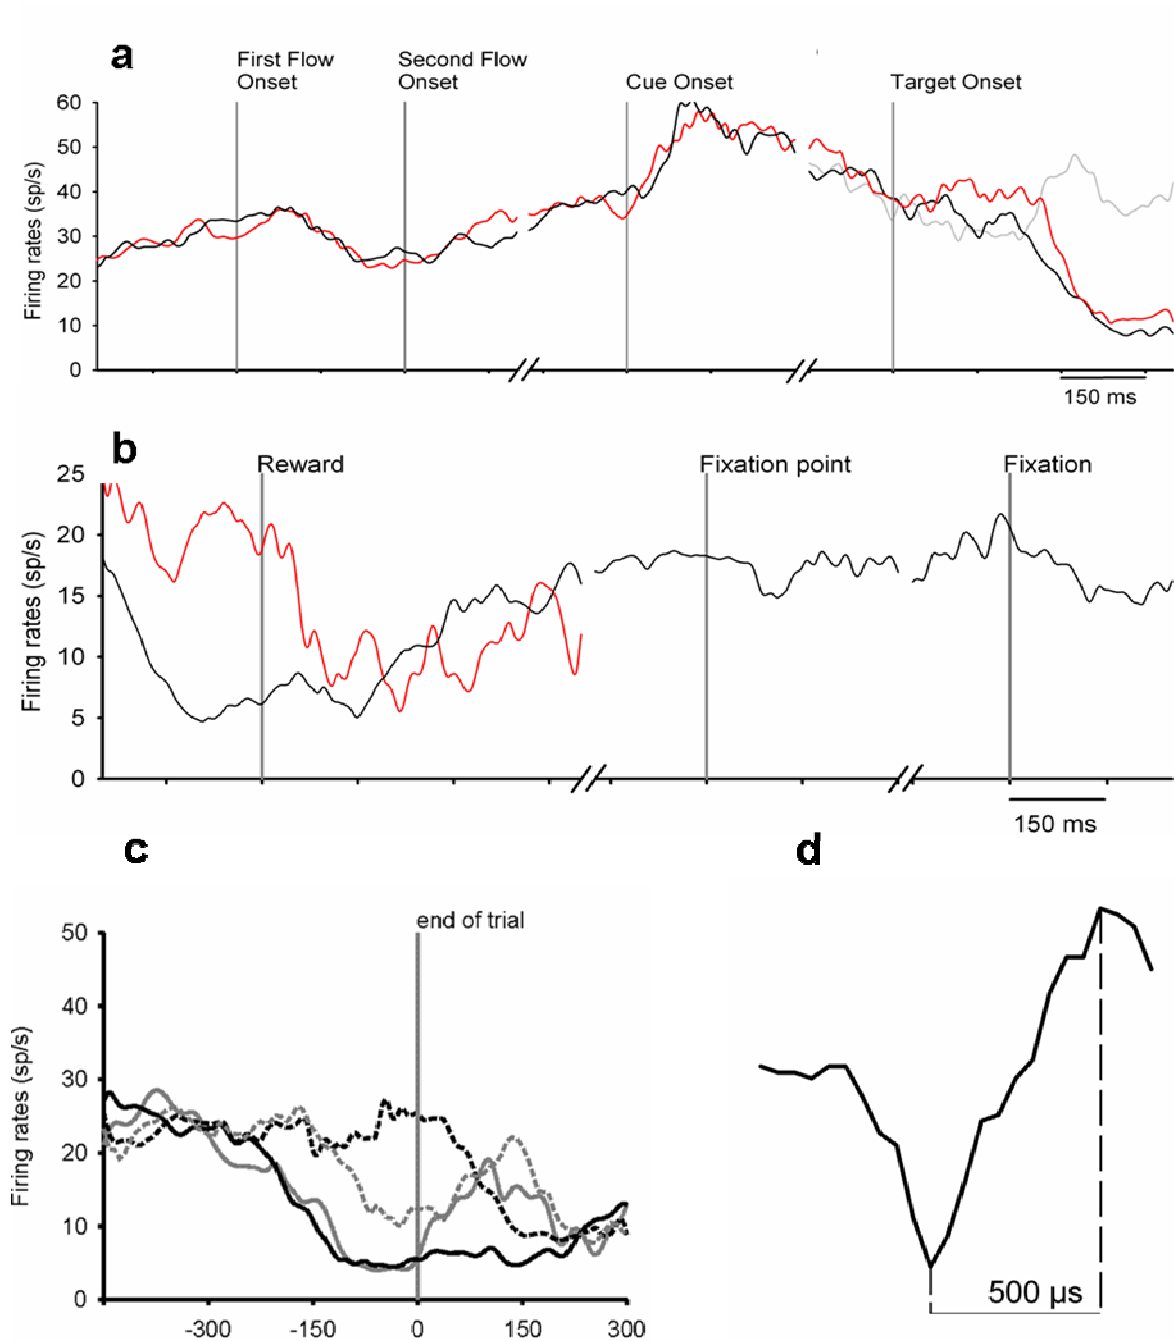 a
First Flow
Onset
Second Flow
Onset
Cue Onset
Target Onset
Firing rates (sp/s)
60
50
40
30
20
10
0
150 ms
b
Reward
Fixation point
Fixation
Firing rates (sp/s)
25
20
15
10
5
0
150 ms
c
end of trial
Firing rates (sp/s)
50
40
30
20
10
0
-300 -150 0 150 300
d
500 µs